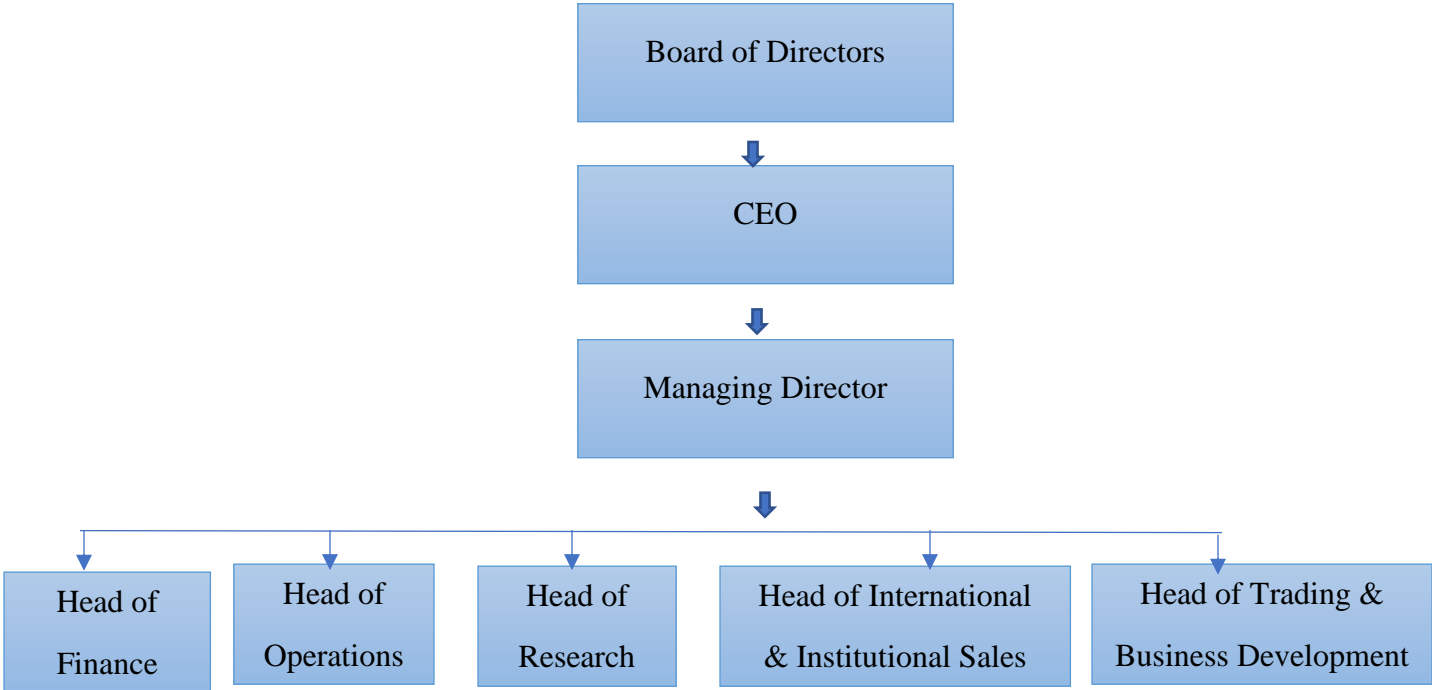 Board of Directors
CEO
Managing Director
Head of
Finance
Head of
Operations
Head of
Research
Head of International
& Institutional Sales
Head of Trading &
Business Development